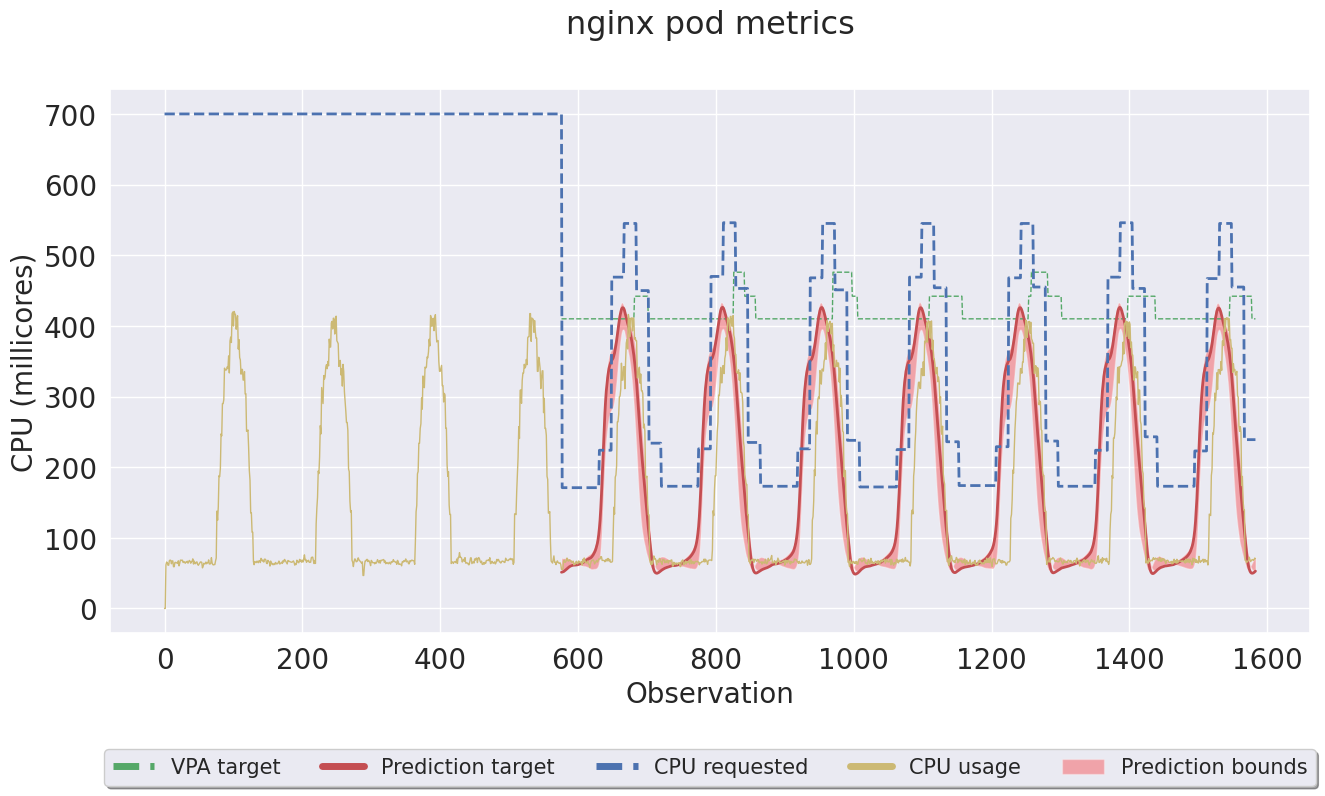 nginx pod metrics
700
600
500
400
300
200
100
0
CPU (millicores)
0 200 400 600 800 1000 1200 1400 1600
Observation
VPA target Prediction target CPU requested CPU usage Prediction bounds